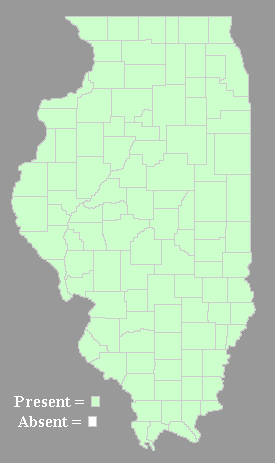 Present =
Absent =